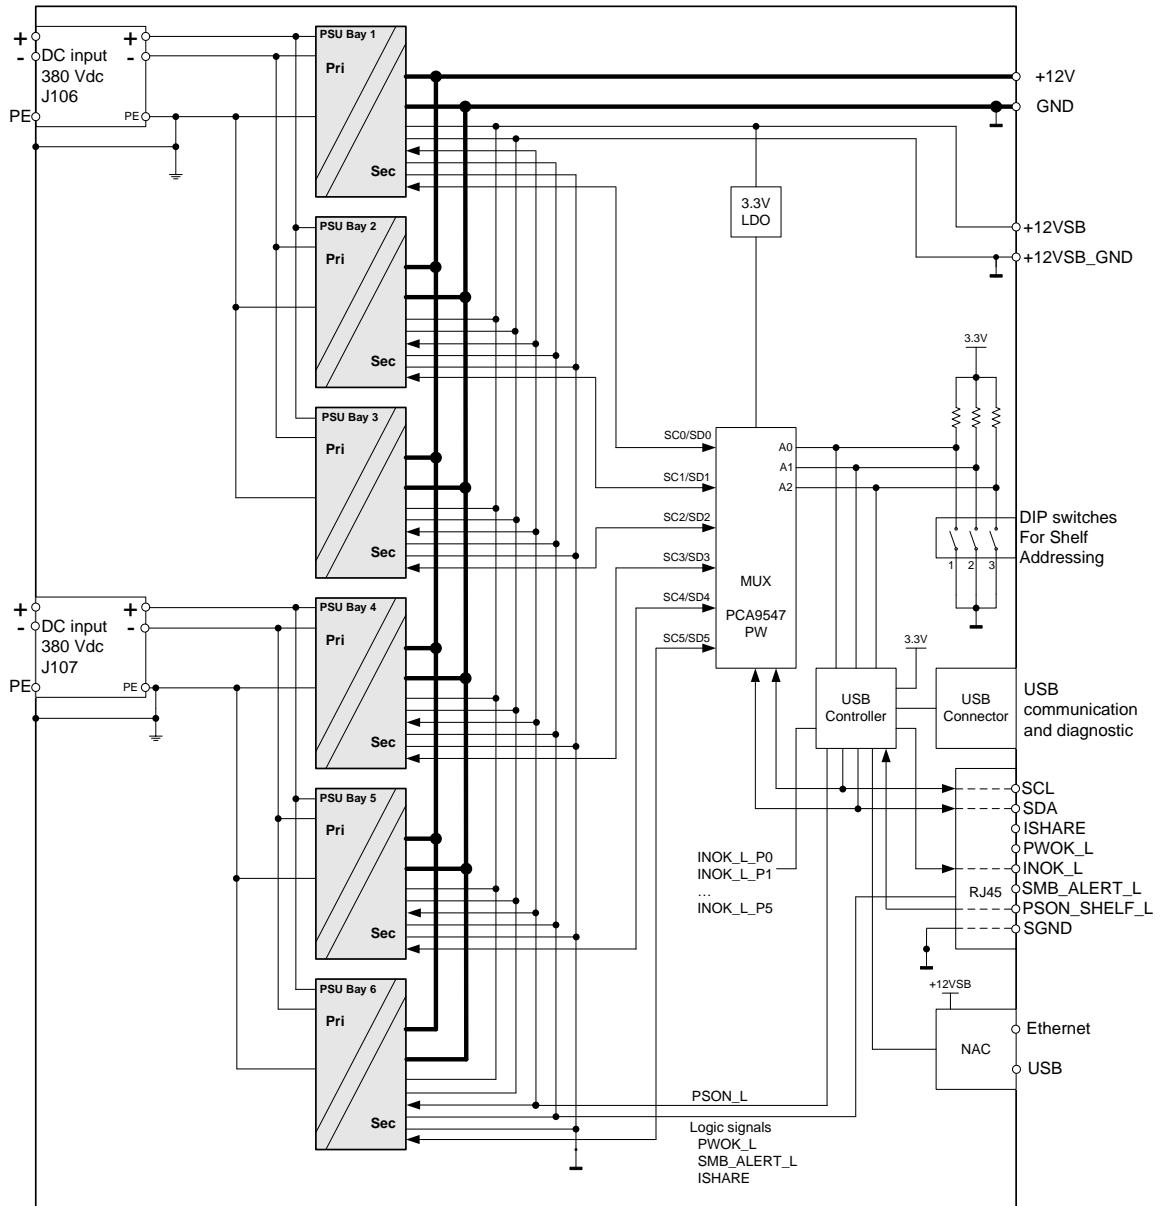 +
-
DC input
380 Vdc
J106
+
-
PE
PE
PSU Bay 1
Pri
Sec
+12V
GND
3.3V
LDO
+12VSB
+12VSB_GND
PSU Bay 2
Pri
Sec
3.3V
PSU Bay 3
Pri
Sec
SC0/SD0
SC1/SD1
SC2/SD2
SC3/SD3
SC4/SD4
SC5/SD5
A0
A1
A2
MUX
PCA9547
PW
1 2 3
DIP switches
For Shelf
Addressing
+
-
DC input
380 Vdc
J107
+
-
PE
PE
PSU Bay 4
Pri
Sec
3.3V
USB
Controller
USB
Connector
USB
communication
and diagnostic
PSU Bay 5
Pri
Sec
INOK_L_P0
INOK_L_P1
...
INOK_L_P5
RJ45
SCL
SDA
ISHARE
PWOK_L
INOK_L
SMB_ALERT_L
PSON_SHELF_L
SGND
PSU Bay 6
Pri
Sec
+12VSB
NAC
Ethernet
USB
PSON_L
Logic signals
PWOK_L
SMB_ALERT_L
ISHARE